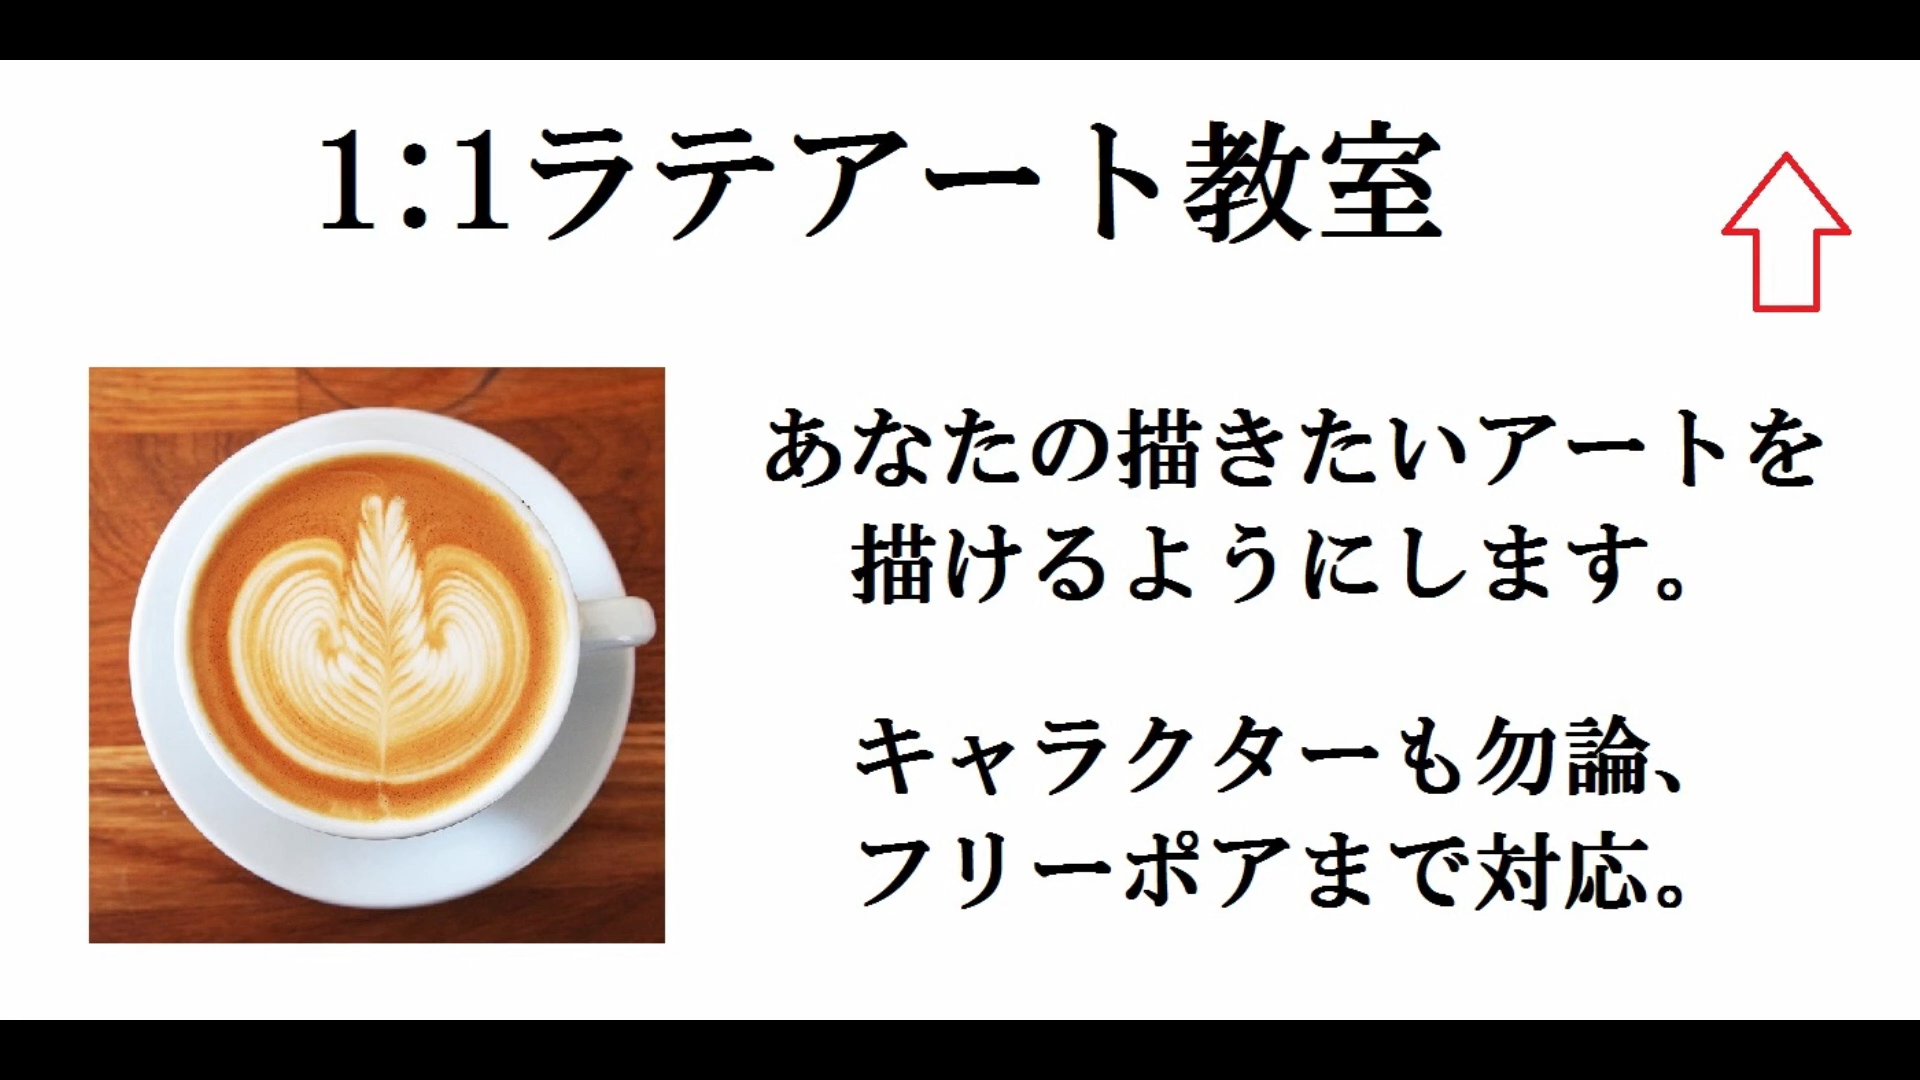 1:1ラテアート教室
あなたの描きたいアートを
描けるようにします。
キャラクターも勿論、
フリーポアまで対応。